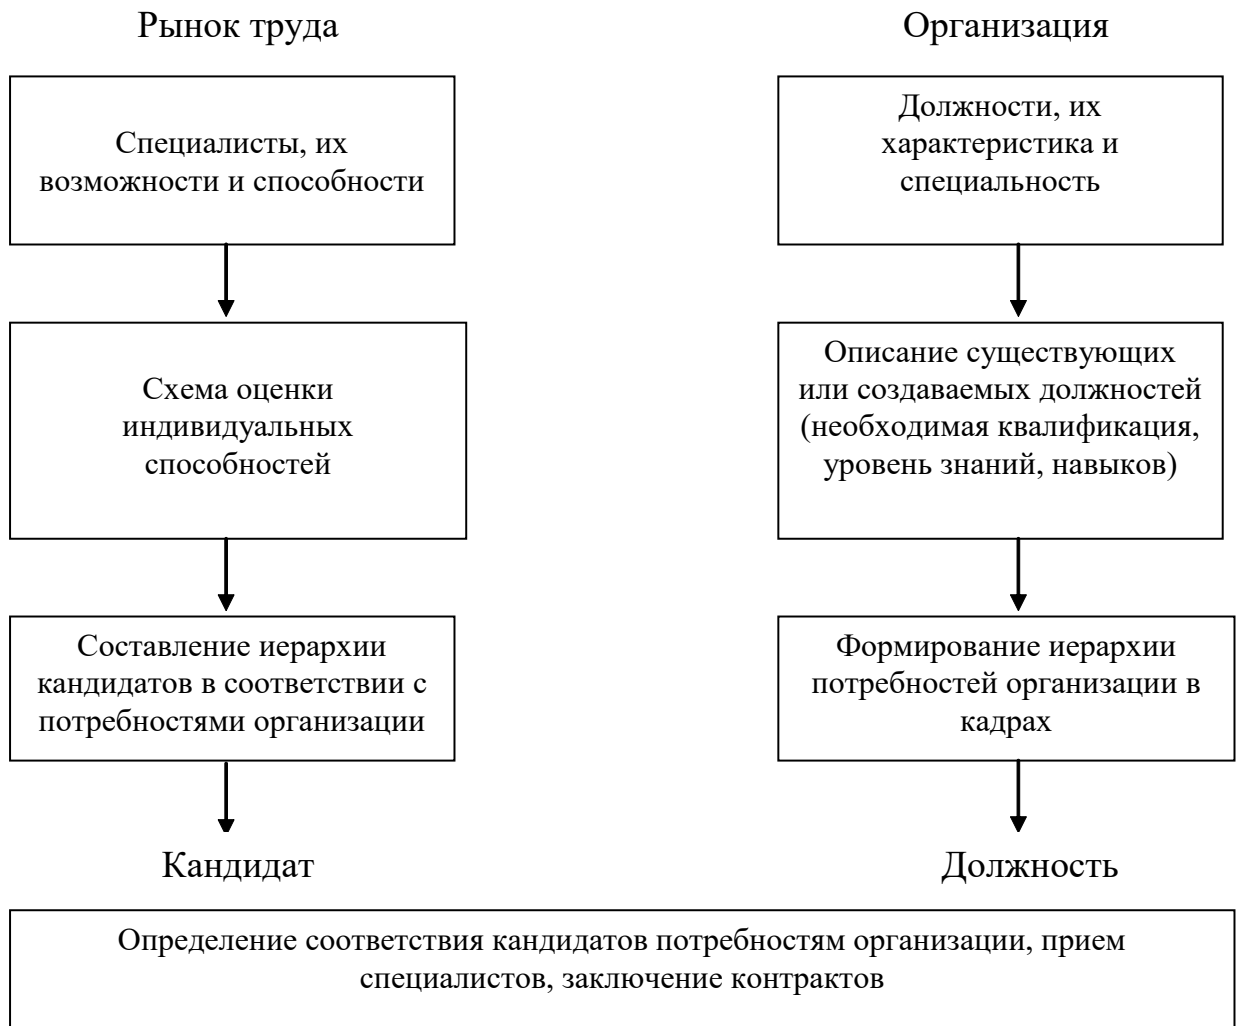 Рынок труда
Организация
Специалисты, их
возможности и способности
Должности, их
характеристика и
специальность
Схема оценки
индивидуальных
способностей
Описание существующих
или создаваемых должностей
(необходимая квалификация,
уровень знаний, навыков)
Составление иерархии
кандидатов в соответствии с
потребностями организации
Формирование иерархии
потребностей организации в
кадрах
Кандидат
Должность
Определение соответствия кандидатов потребностям организации, прием
специалистов, заключение контрактов